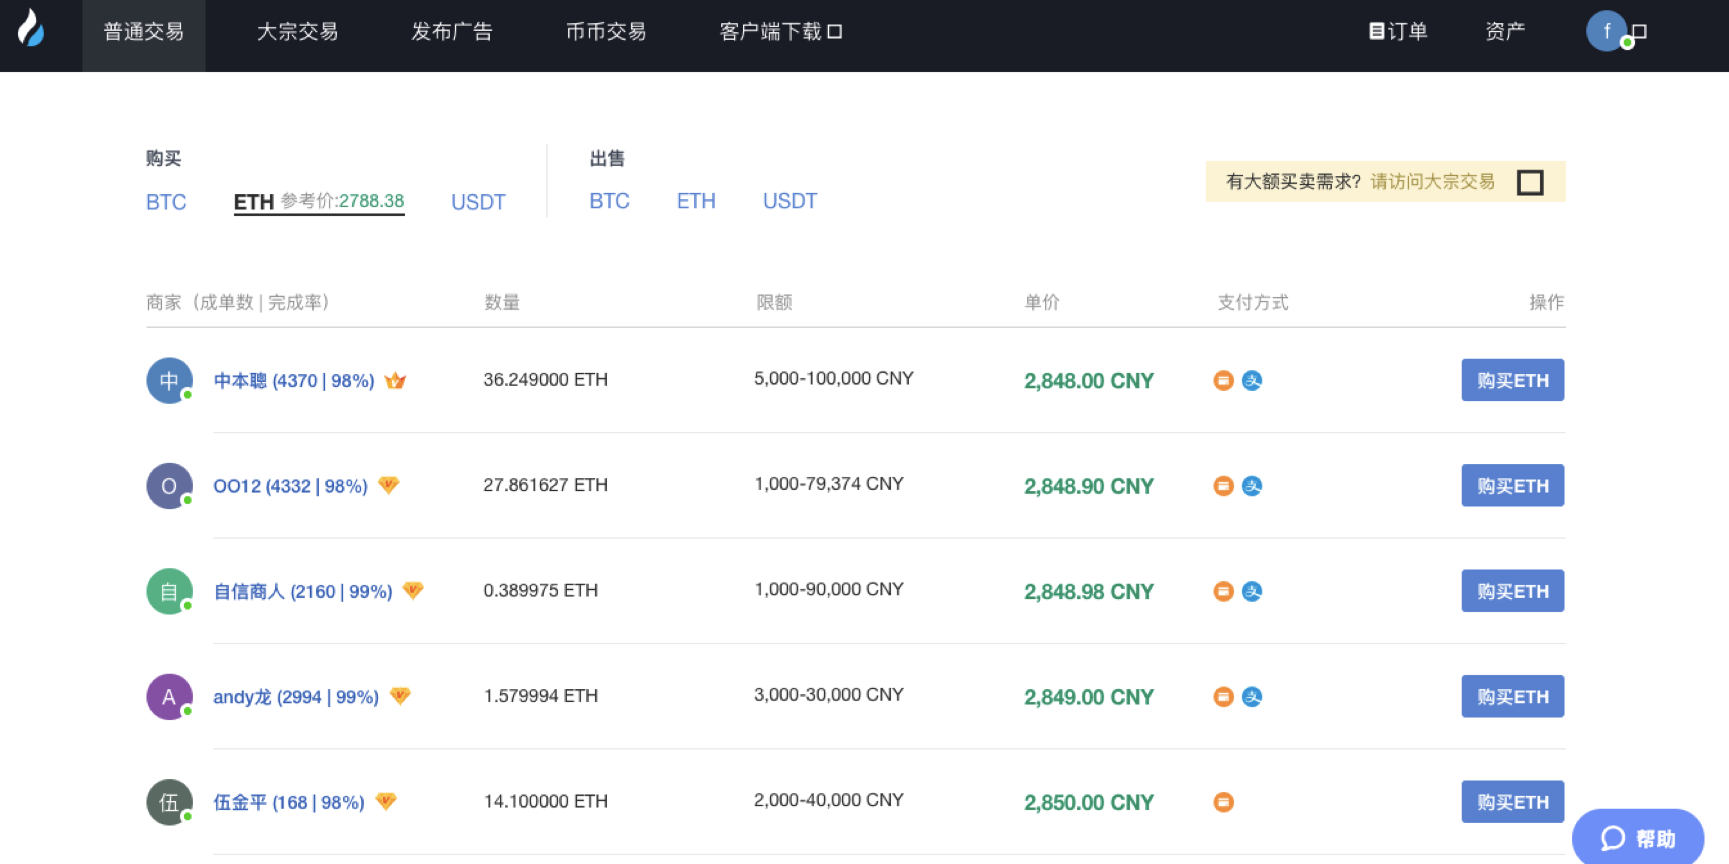 普通交易 大宗交易 发布广告 币币交易 客户端下载 订单 资产 f
购买 出售
BTC ETH 参考价:2788.38 USDT BTC ETH USDT 有大额买卖需求? 请访问大宗交易
商家（成单数 | 完成率） 数量 限额 单价 支付方式 操作
中 中本聰 (4370 | 98%) 36.249000 ETH 5,000-100,000 CNY 2,848.00 CNY 支 购买ETH
O OO12 (4332 | 98%) 27.861627 ETH 1,000-79,374 CNY 2,848.90 CNY 支 购买ETH
自 自信商人 (2160 | 99%) 0.389975 ETH 1,000-90,000 CNY 2,848.98 CNY 支 购买ETH
A andy龙 (2994 | 99%) 1.579994 ETH 3,000-30,000 CNY 2,849.00 CNY 支 购买ETH
伍 伍金平 (168 | 98%) 14.100000 ETH 2,000-40,000 CNY 2,850.00 CNY 购买ETH
帮助